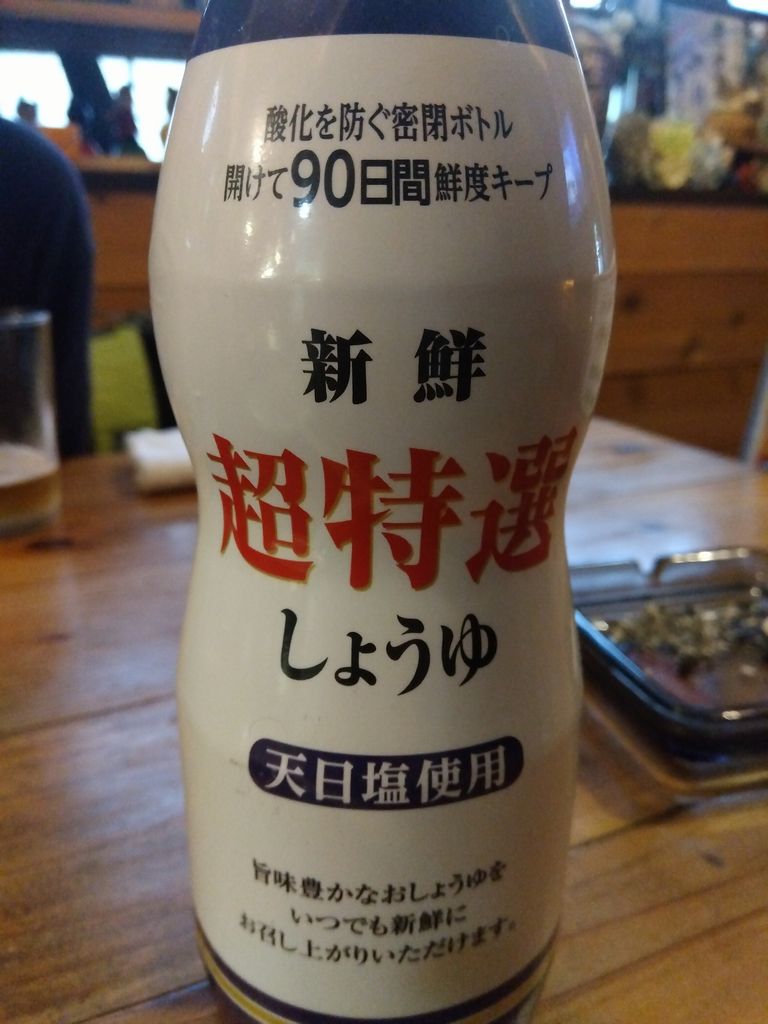 酸化を防ぐ密閉ボトル
開けて90日間鮮度キープ
新鮮
超特選
しょうゆ
天日塩使用
旨味豊かなおしょうゆを
いつでも新鮮に
お召し上がりいただけます。